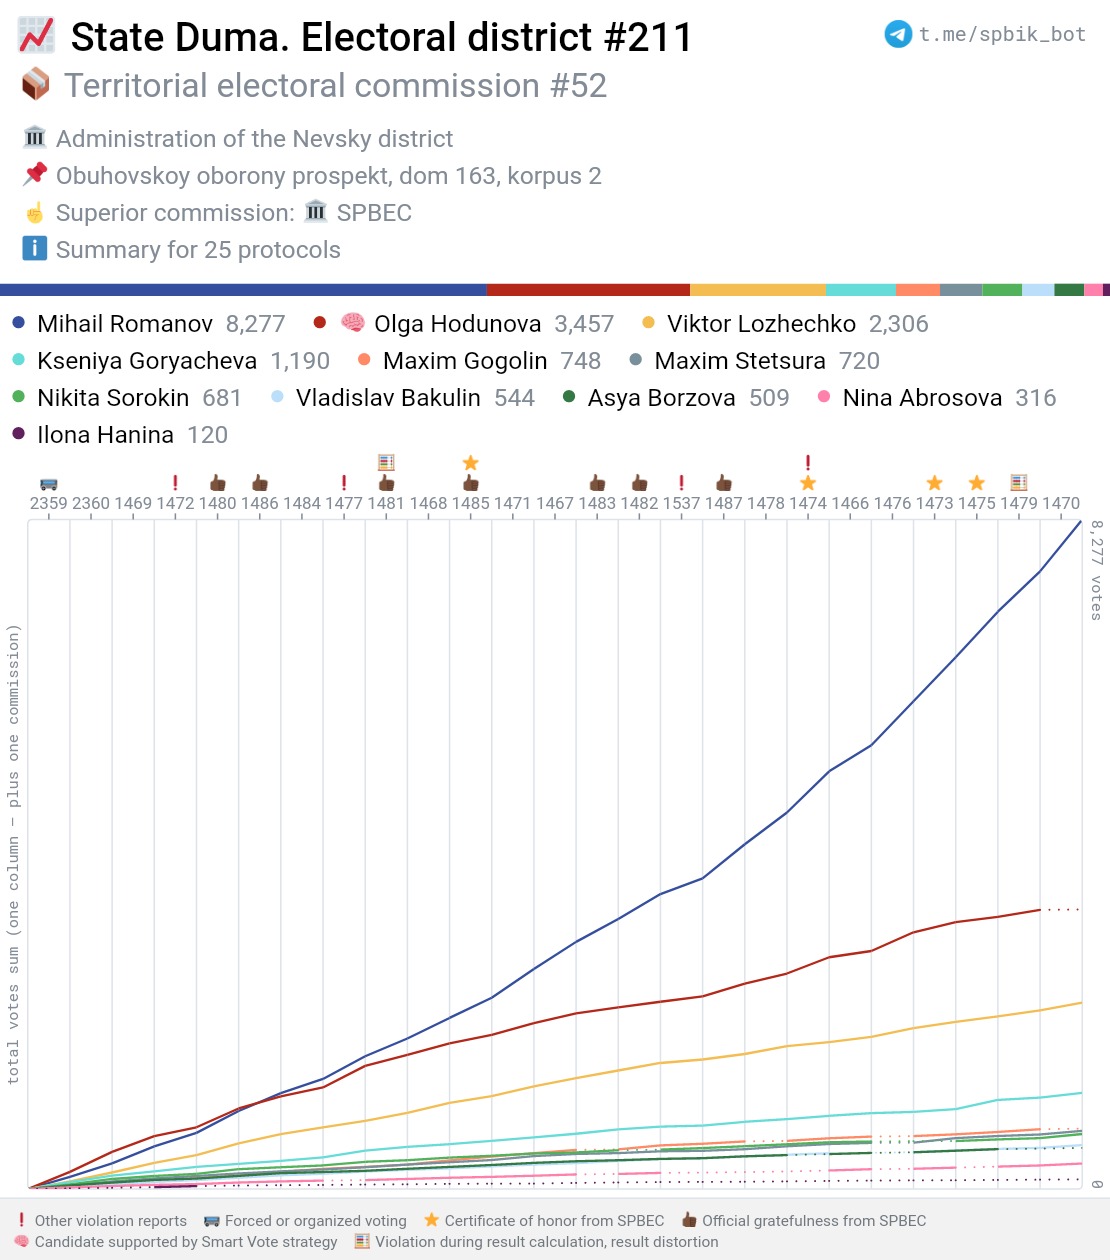 State Duma. Electoral district #211
t.me/spbik_bot
Territorial electoral commission #52
Administration of the Nevsky district
Obuhovskoy oborony prospekt, dom 163, korpus 2
Superior commission: SPBEC
Summary for 25 protocols
Mihail Romanov 8,277 Olga Hodunova 3,457 Viktor Lozhechko 2,306
Kseniya Goryacheva 1,190 Maxim Gogolin 748 Maxim Stetsura 720
Nikita Sorokin 681 Vladislav Bakulin 544 Asya Borzova 509 Nina Abrosova 316
Ilona Hanina 120
2359 2360 1469 1472 1480 1486 1484 1477 1481 1468 1485 1471 1467 1483 1482 1537 1487 1478 1474 1466 1476 1473 1475 1479 1470
8,277 votes
total votes sum (one column – plus one commission)
0
Other violation reports Forced or organized voting Certificate of honor from SPBEC Official gratefulness from SPBEC
Candidate supported by Smart Vote strategy Violation during result calculation, result distortion